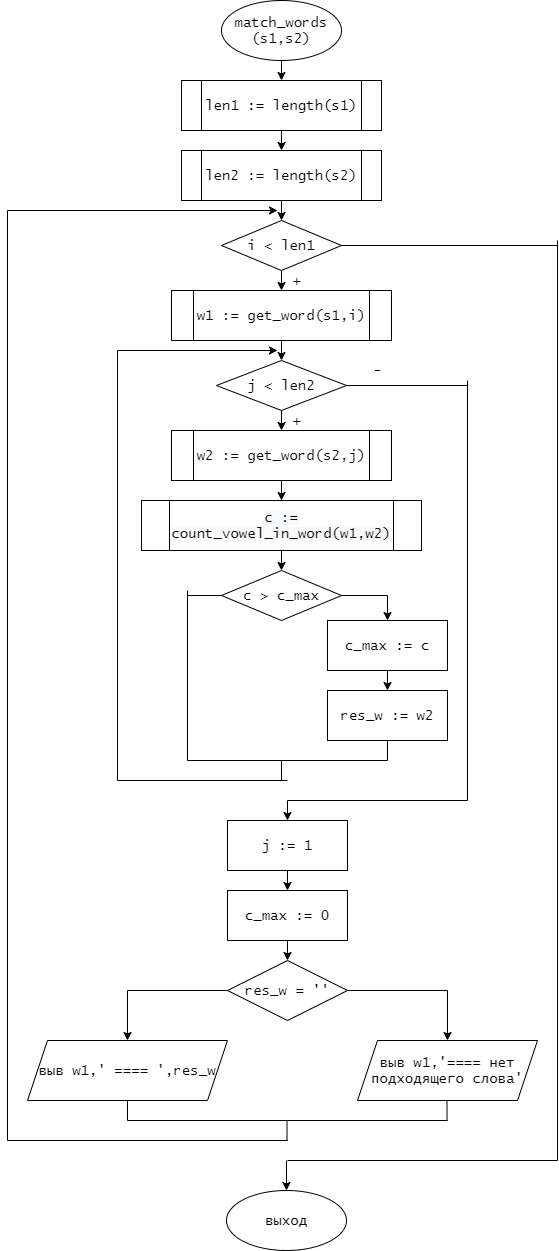 match_words
(s1,s2)
len1 := length(s1)
len2 := length(s2)
i < len1
+
w1 := get_word(s1,i)
-
j < len2
+
w2 := get_word(s2,j)
c :=
count_vowel_in_word(w1,w2)
c > c_max
c_max := c
res_w := w2
j := 1
c_max := 0
res_w = ''
выв w1,' ==== ',res_w
выв w1,'==== нет
подходящего слова'
выход